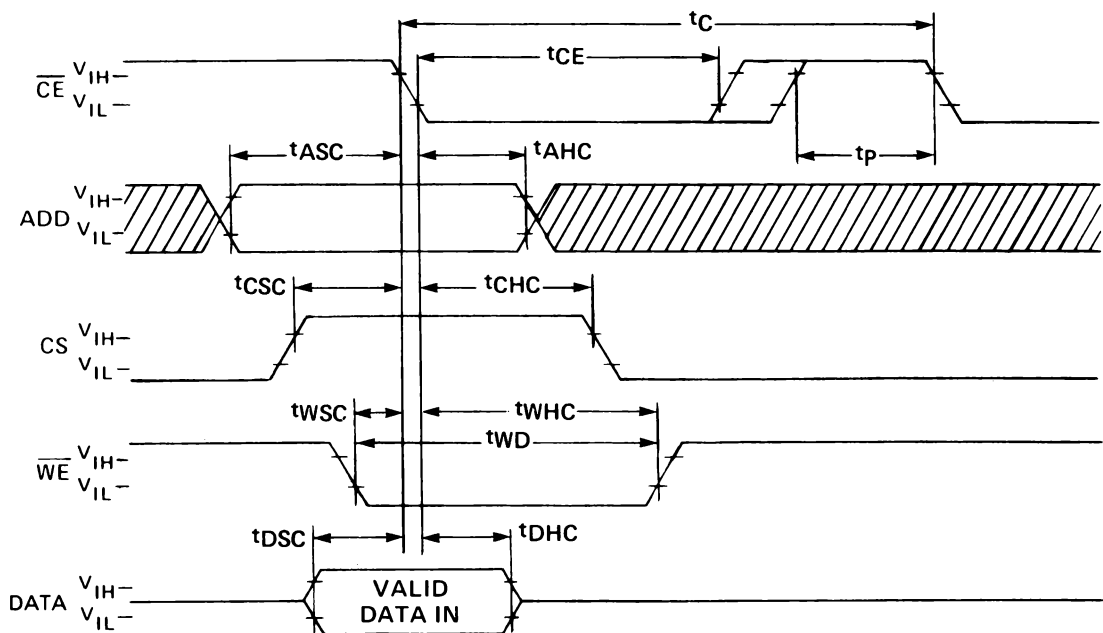 tC
tCE
CE VIH
VIL
tASC tAHC tP
ADD VIH
VIL
tCSC tCHC
CS VIH
VIL
tWSC tWHC
tWD
WE VIH
VIL
tDSC tDHC
DATA VIH
VIL
VALID
DATA IN